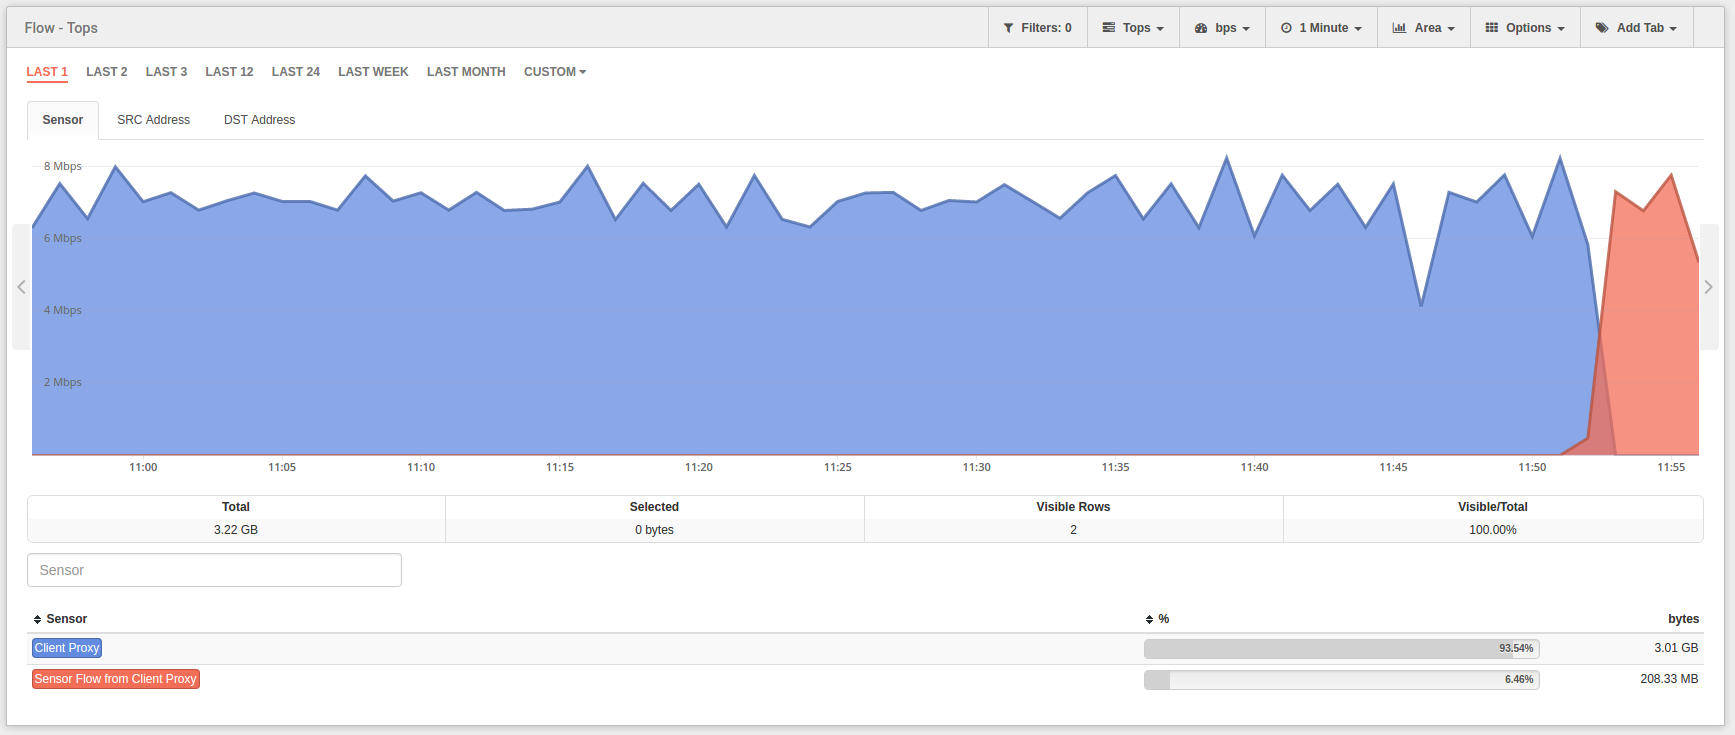 Flow - Tops
Filters: 0
Tops
bps
1 Minute
Area
Options
Add Tab
LAST 1 LAST 2 LAST 3 LAST 12 LAST 24 LAST WEEK LAST MONTH CUSTOM
Sensor SRC Address DST Address
8 Mbps
6 Mbps
4 Mbps
2 Mbps
11:00 11:05 11:10 11:15 11:20 11:25 11:30 11:35 11:40 11:45 11:50 11:55
Total Selected Visible Rows Visible/Total
3.22 GB 0 bytes 2 100.00%
Sensor
Sensor % bytes
Client Proxy 93.54% 3.01 GB
Sensor Flow from Client Proxy 6.46% 208.33 MB